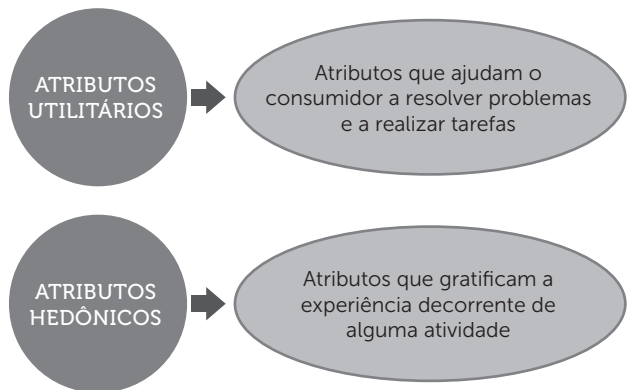 ATRIBUTOS
UTILITÁRIOS
Atributos que ajudam o
consumidor a resolver problemas
e a realizar tarefas
ATRIBUTOS
HEDÔNICOS
Atributos que gratificam a
experiência decorrente de
alguma atividade